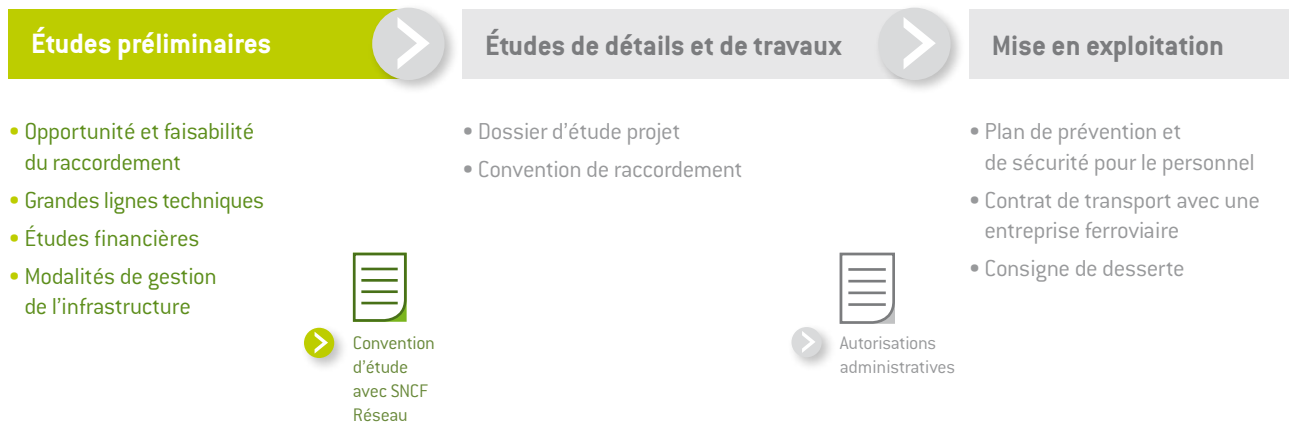 Études préliminaires
Études de détails et de travaux
Mise en exploitation
• Opportunité et faisabilité
du raccordement
• Grandes lignes techniques
• Études financières
• Modalités de gestion
de l'infrastructure
Convention
d'étude
avec SNCF
Réseau
• Dossier d'étude projet
• Convention de raccordement
Autorisations
administratives
• Plan de prévention et
de sécurité pour le personnel
• Contrat de transport avec une
entreprise ferroviaire
• Consigne de desserte